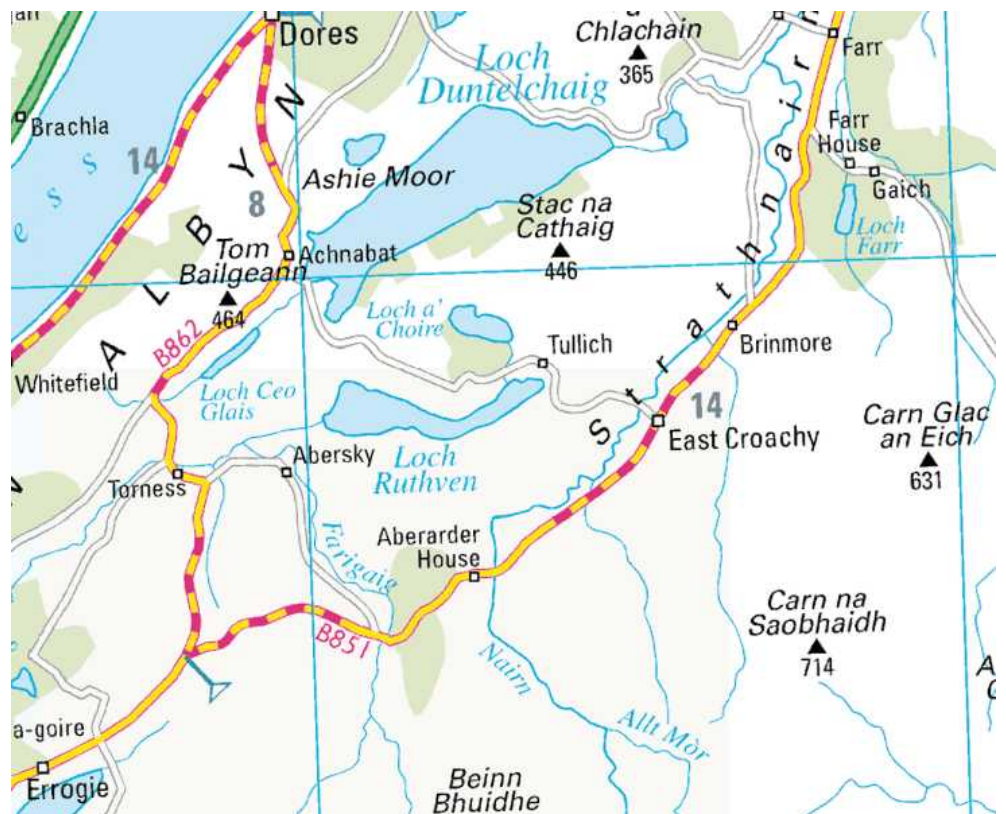 Dores
Loch
Duntelchaig
Chlachain
365
Farr
Brachla
14
Ashie Moor
Farr
House
Gaich
Loch
Farr
8
Tom
Bailgeann
464
Achnabat
Stac na
Cathaig
446
Strathnairn
Loch a'
Choire
Tullich
Brinmore
B862
Whitefield
Loch Ceo
Glais
14
East Croachy
Carn Glac
an Eich
631
Loch
Ruthven
Abersky
Torness
Farigaig
Aberarder
House
Carn na
Saobhaidh
714
B851
Nairn
Allt Mòr
a-goire
Errogie
Beinn
Bhuidhe